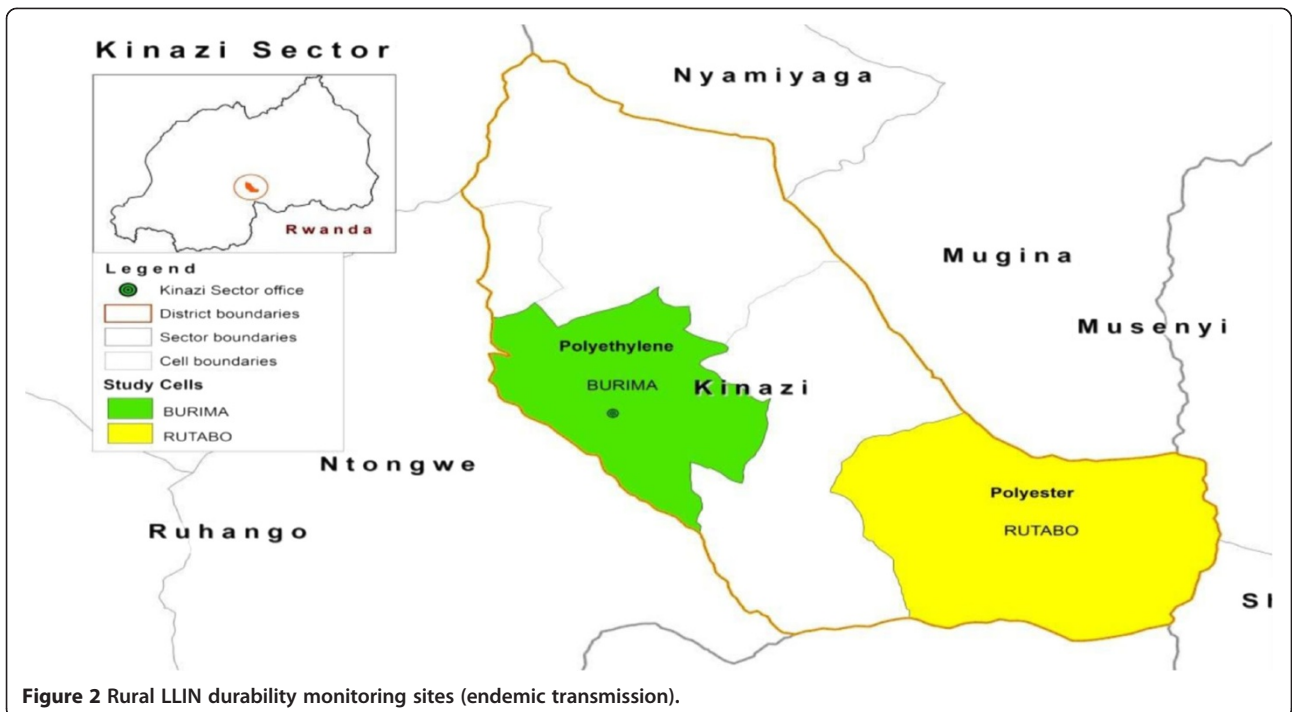 Kinazi Sector
Rwanda
Legend
Kinazi Sector office
District boundaries
Sector boundaries
Cell boundaries
Study Cells
BURIMA
RUTABO
Nyamiyaga
Mugina
Musenyi
Polyethylene
BURIMA
Kinazi
Ntongwe
Ruhango
Polyester
RUTABO
Figure 2 Rural LLIN durability monitoring sites (endemic transmission).